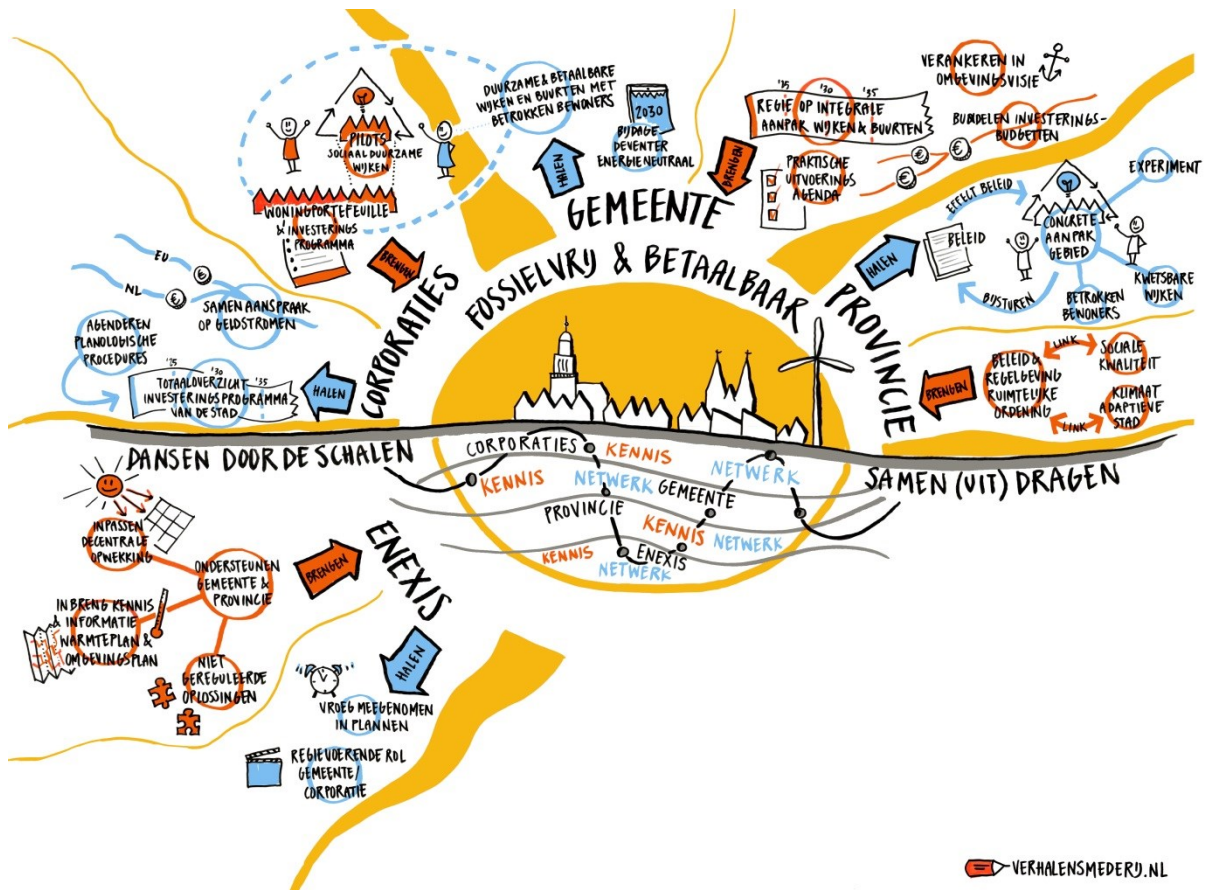 DUURZAME & BETAALBARE
WIJKEN EN BUURTEN MET
BETROKKEN BEWONERS
PILOTS
SOCIAAL DUURZAME
WIJKEN
WONINGPORTEFEUILLE
& INVESTERINGS
PROGRAMMA
BRENGEN
EU
NL
SAMEN AANSPRAAK
OP GELDSTROMEN
AGENDEREN
PLANOLOGISCHE
PROCEDURES
'25
'30
'35
TOTAALOVERZICHT
INVESTERINGSPROGRAMMA
VAN DE STAD
HALEN
CORPORATIES
2030
BIJDAGE
DEVENTER
ENERGIENEUTRAAL
HALEN
GEMEENTE
BRENGEN
'25
'30
'35
REGIE OP INTEGRALE
AANPAK WIJKEN & BUURTEN
PRAKTISCHE
UITVOERINGS
AGENDA
VERANKEREN IN
OMGEVINGSVISIE
BUNDELEN INVESTERINGS-
BUDGETTEN
FOSSIELVRIJ & BETAALBAAR
PROVINCIE
HALEN
BELEID
EFFECT BELEID
BIJSTUREN
CONCRETE
AANPAK
GEBIED
EXPERIMENT
KWETSBARE
WIJKEN
BETROKKEN
BEWONERS
BRENGEN
BELEID &
REGELGEVING
RUIMTELIJKE
ORDENING
LINK
SOCIALE
KWALITEIT
LINK
KLIMAAT
ADAPTIEVE
STAD
DANSEN DOOR DE SCHALEN
SAMEN (UIT) DRAGEN
CORPORATIES
KENNIS
KENNIS
NETWERK
NETWERK
GEMEENTE
PROVINCIE
KENNIS
NETWERK
KENNIS
ENEXIS
NETWERK
ENEXIS
BRENGEN
INPASSEN
DECENTRALE
OPWEKKING
ONDERSTEUNEN
GEMEENTE &
PROVINCIE
INBRENG KENNIS
& INFORMATIE
WARMTEPLAN &
OMGEVINGSPLAN
NIET
GEREGULEERDE
OPLOSSINGEN
HALEN
VROEG MEEGENOMEN
IN PLANNEN
REGIEVOERENDE ROL
GEMEENTE/
CORPORATIE
VERHALENSMEDERIJ.NL